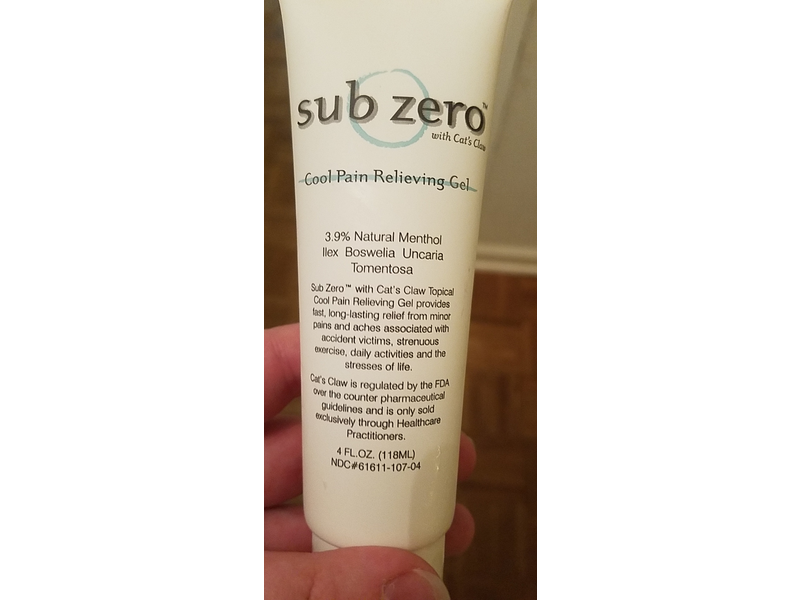 sub zero™
with Cat's Claw
Cool Pain Relieving Gel
3.9% Natural Menthol
Ilex Boswelia Uncaria
Tomentosa
Sub Zero™ with Cat's Claw Topical
Cool Pain Relieving Gel provides
fast, long-lasting relief from minor
pains and aches associated with
accident victims, strenuous
exercise, daily activities and the
stresses of life.
Cat's Claw is regulated by the FDA
over the counter pharmaceutical
guidelines and is only sold
exclusively through Healthcare
Practitioners.
4 FL.OZ. (118ML)
NDC#61611-107-04